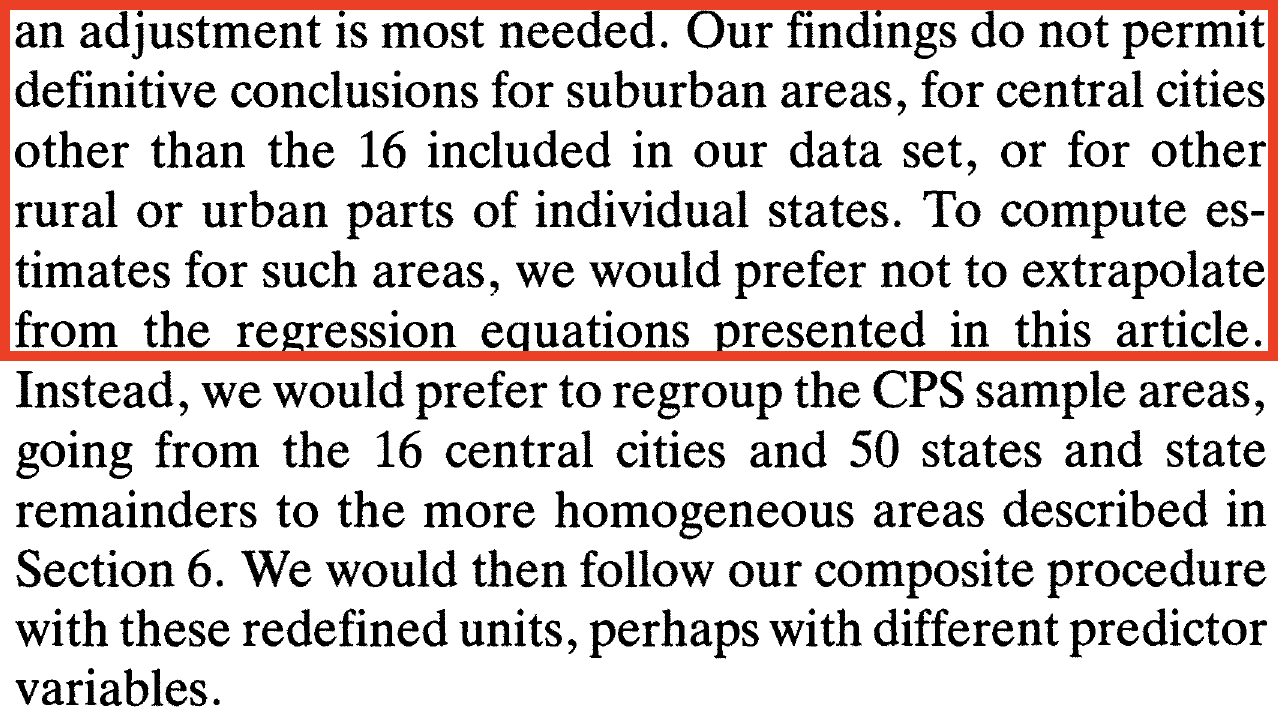 an adjustment is most needed. Our findings do not permit
definitive conclusions for suburban areas, for central cities
other than the 16 included in our data set, or for other
rural or urban parts of individual states. To compute es-
timates for such areas, we would prefer not to extrapolate
from the regression equations presented in this article.
Instead, we would prefer to regroup the CPS sample areas,
going from the 16 central cities and 50 states and state
remainders to the more homogeneous areas described in
Section 6. We would then follow our composite procedure
with these redefined units, perhaps with different predictor
variables.